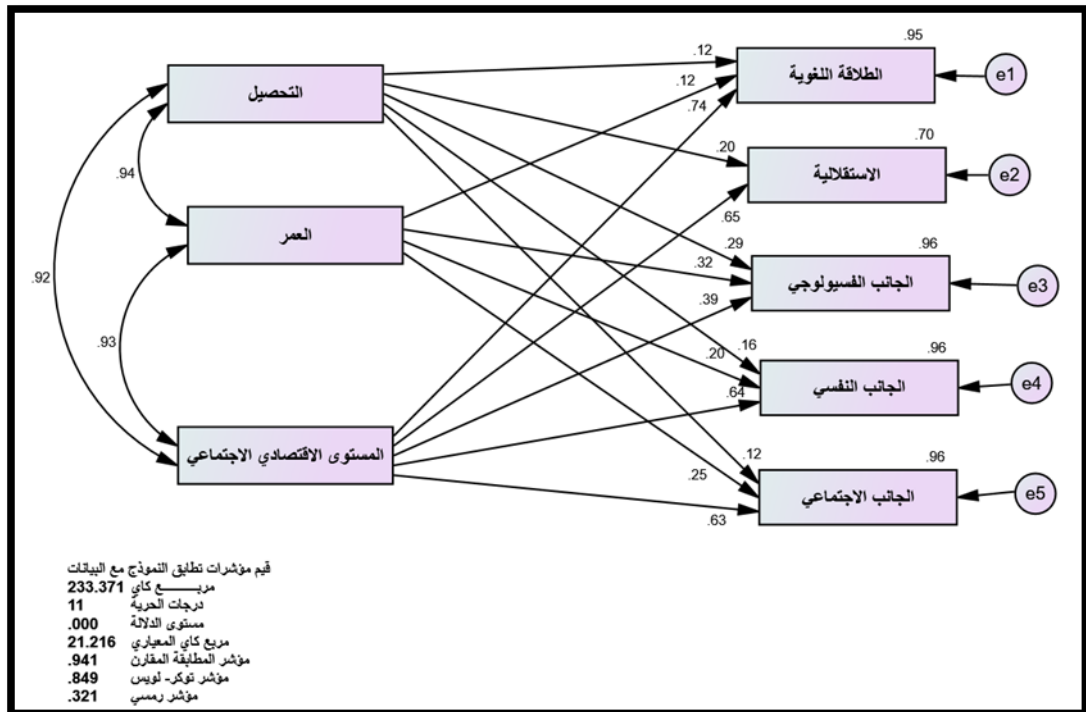 .95
.12
الطلاقة اللغوية
e1
.12
التحصيل
.74
.70
.20
الاستقلالية
e2
.94
.65
العمر
.29
.96
.32
الجانب الفسيولوجي
e3
.92
.39
.93
.16
.96
.20
الجانب النفسي
e4
.64
المستوى الاقتصادي الاجتماعي
.12
.96
.25
الجانب الاجتماعي
e5
.63
قيم مؤشرات تطابق النموذج مع البيانات
مربــــــع كاي 233.371
درجات الحرية 11
مستوى الدلالة .000
مربع كاي المعياري 21.216
مؤشر المطابقة المقارن .941
مؤشر توكر- لويس .849
مؤشر رمسي .321